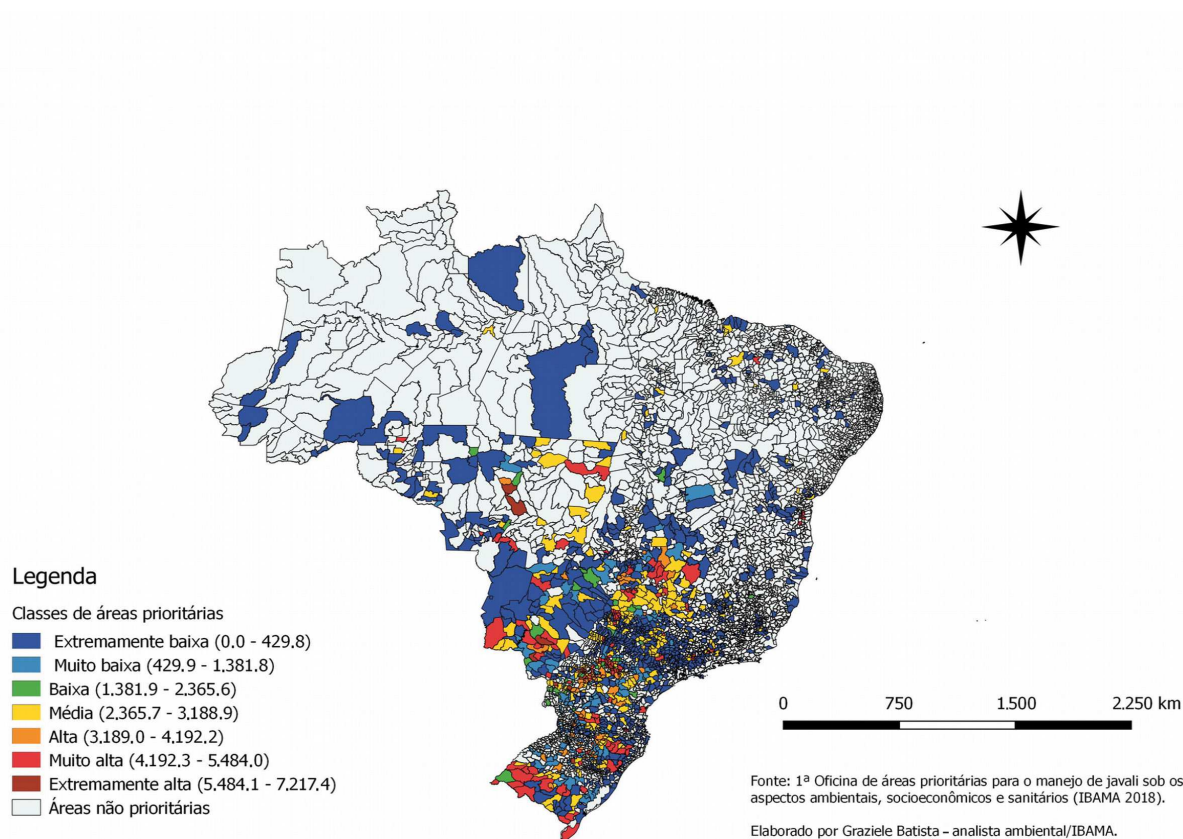 Legenda
Classes de áreas prioritárias
Extremamente baixa (0.0 - 429.8)
Muito baixa (429.9 - 1,381.8)
Baixa (1,381.9 - 2,365.6)
Média (2,365.7 - 3,188.9)
Alta (3,189.0 - 4,192.2)
Muito alta (4,192.3 - 5,484.0)
Extremamente alta (5,484.1 - 7,217.4)
Áreas não prioritárias
0 750 1.500 2.250 km
Fonte: 1ª Oficina de áreas prioritárias para o manejo de javali sob os
aspectos ambientais, socioeconômicos e sanitários (IBAMA 2018).
Elaborado por Graziele Batista – analista ambiental/IBAMA.